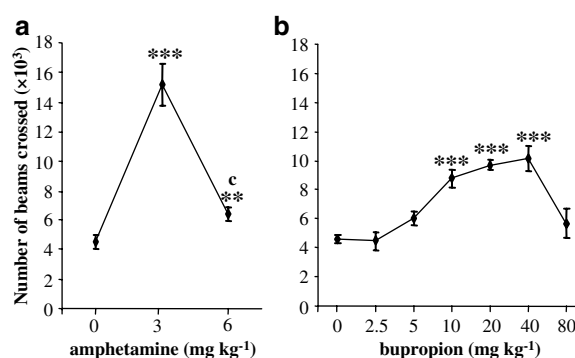 a
Number of beams crossed (×10³)
18
16
14
12
10
8
6
4
2
0
***
c
**
0 3 6
amphetamine (mg kg⁻¹)
b
18
16
14
12
10
8
6
4
2
0
*** *** ***
0 2.5 5 10 20 40 80
bupropion (mg kg⁻¹)